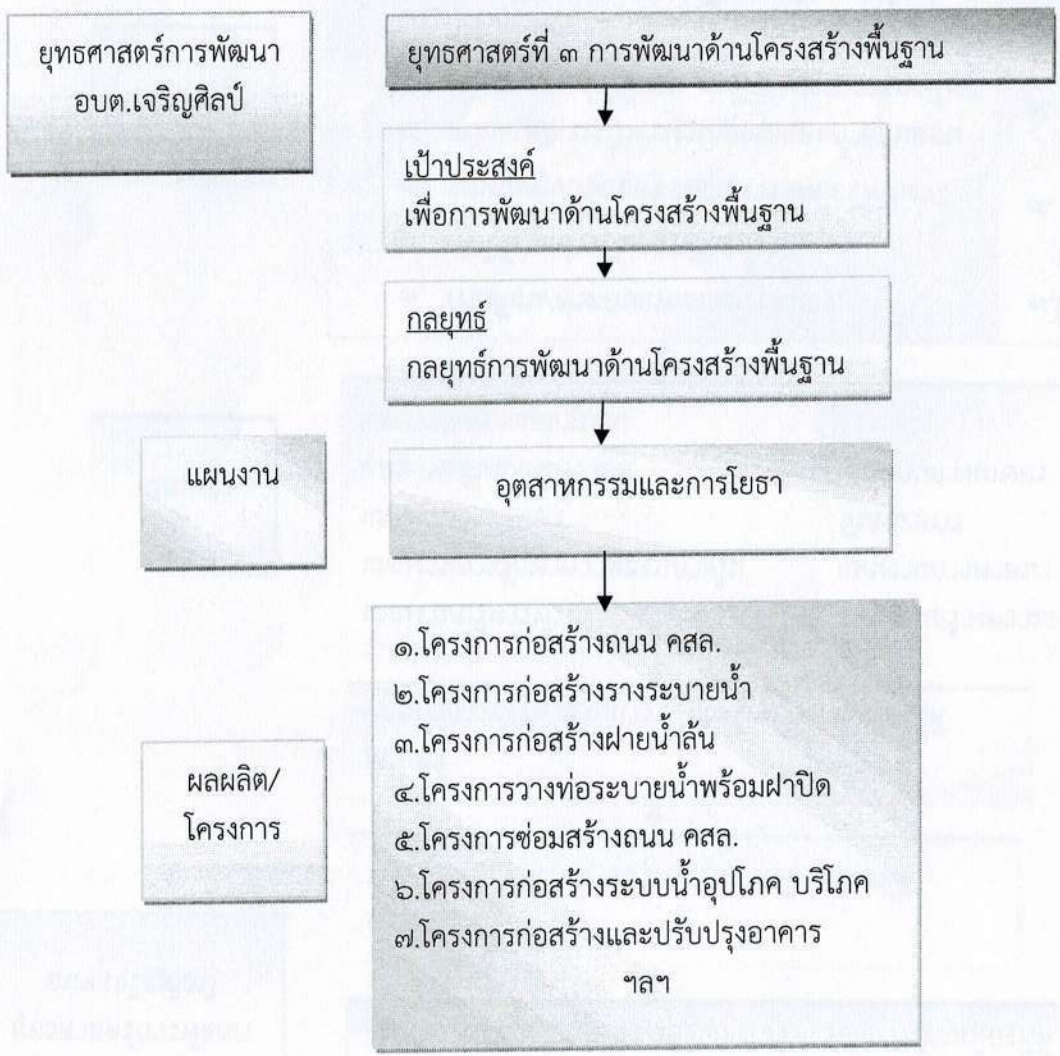 ยุทธศาสตร์การพัฒนา
อบต.เจริญศิลป์
ยุทธศาสตร์ที่ ๓ การพัฒนาด้านโครงสร้างพื้นฐาน
เป้าประสงค์
เพื่อการพัฒนาด้านโครงสร้างพื้นฐาน
กลยุทธ์
กลยุทธ์การพัฒนาด้านโครงสร้างพื้นฐาน
แผนงาน
อุตสาหกรรมและการโยธา
ผลผลิต/
โครงการ
๑.โครงการก่อสร้างถนน คสล.
๒.โครงการก่อสร้างรางระบายน้ำ
๓.โครงการก่อสร้างฝายน้ำล้น
๔.โครงการวางท่อระบายน้ำพร้อมฝาปิด
๕.โครงการซ่อมสร้างถนน คสล.
๖.โครงการก่อสร้างระบบน้ำอุปโภค บริโภค
๗.โครงการก่อสร้างและปรับปรุงอาคาร
ฯลฯ